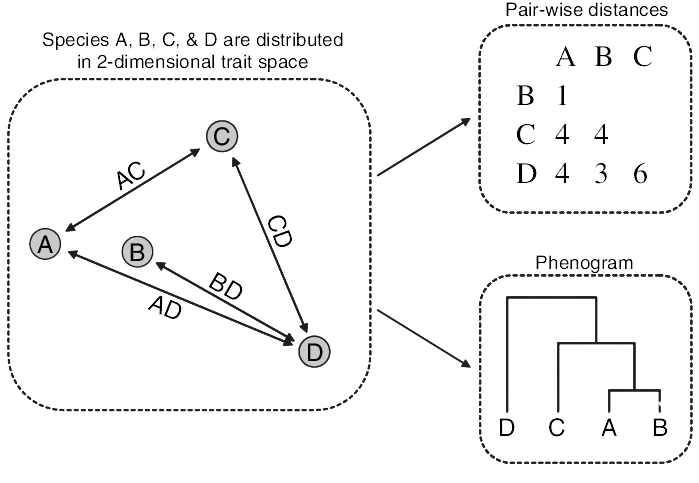 Pair-wise distances
Species A, B, C, & D are distributed
in 2-dimensional trait space
A B C
B 1
C 4 4
D 4 3 6
C
AC
A
B
CD
BD
AD
D
Phenogram
D C A B